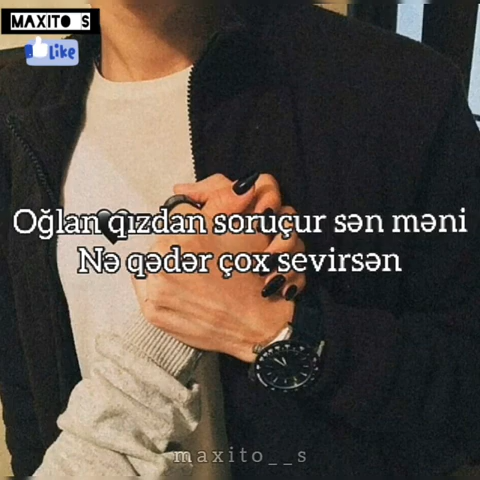 MAXITO S
Like
Oğlan qızdan soruçur sən məni
Nə qədər çox sevirsən
maxito__s